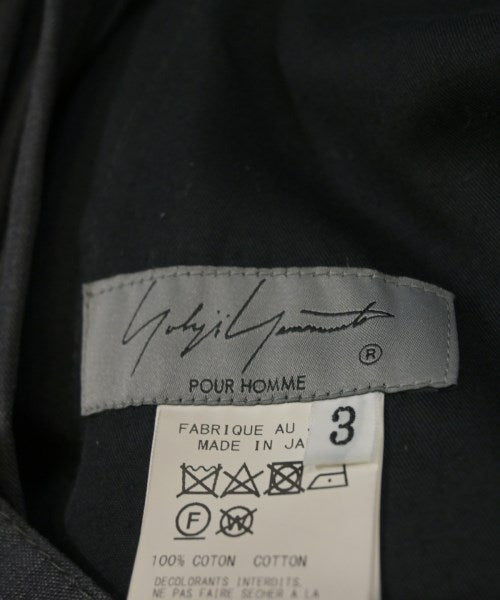 Yohji Yamamoto
®
POUR HOMME
3
FABRIQUE AU
MADE IN JA
F
W
100% COTON COTTON
DECOLORANTS INTERDITS.
NE PAS FAIRE SECHER A LA